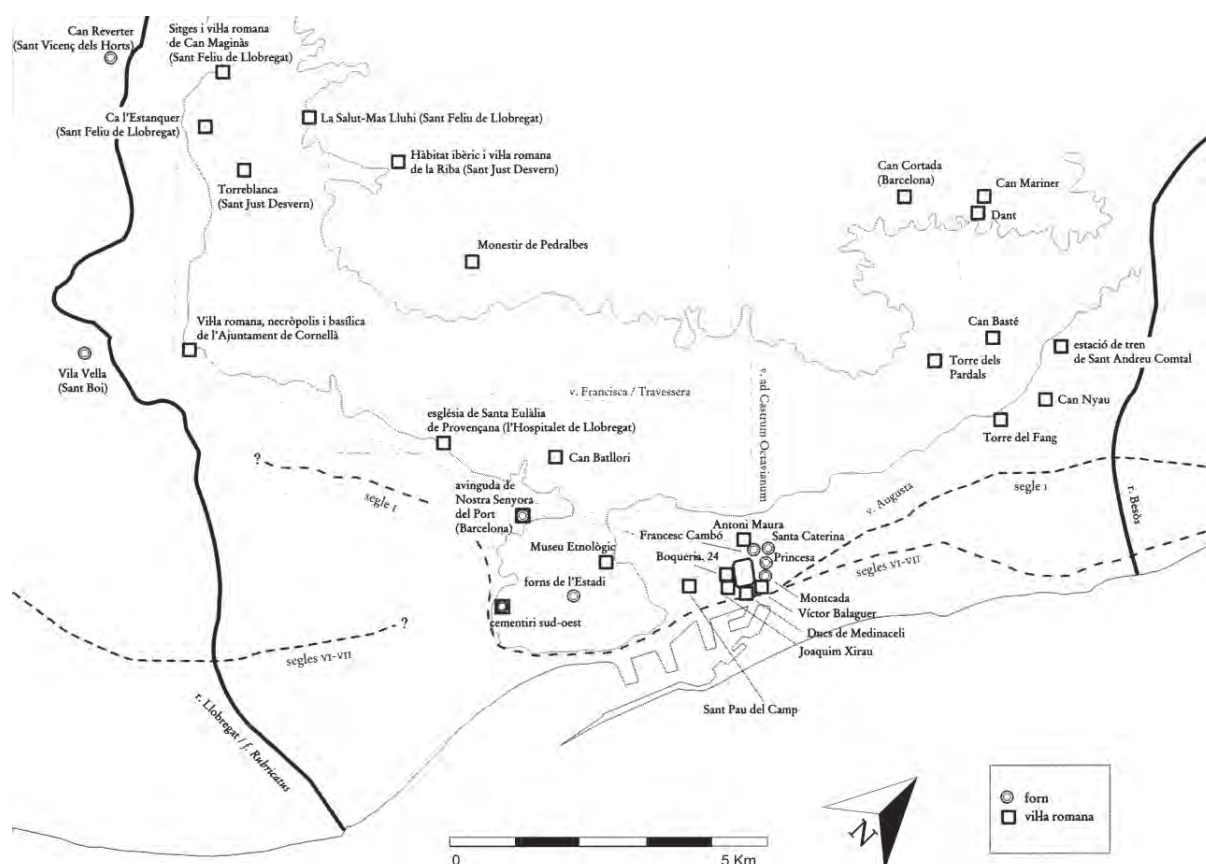 Can Reverter
(Sant Vicenç dels Horts)
Sitges i vil·la romana
de Can Maginàs
(Sant Feliu de Llobregat)
Ca l'Estanquer
(Sant Feliu de Llobregat)
La Salut-Mas Lluhi (Sant Feliu de Llobregat)
Hàbitat ibèric i vil·la romana
de la Riba (Sant Just Desvern)
Torreblanca
(Sant Just Desvern)
Can Cortada
(Barcelona)
Can Mariner
Dant
Monestir de Pedralbes
Vil·la romana, necròpolis i basílica
de l'Ajuntament de Cornellà
Vila Vella
(Sant Boi)
Can Basté
estació de tren
de Sant Andreu Comtal
Torre dels
Pardals
Can Nyau
Torre del Fang
v. Francisca / Travessera
v. ad Castrum Octavianum
església de Santa Eulàlia
de Provençana (l'Hospitalet de Llobregat)
Can Batllori
?
segle I
avinguda de
Nostra Senyora
del Port
(Barcelona)
v. Augusta
segle I
r. Besòs
Antoni Maura
Francesc Cambó
Santa Caterina
Museu Etnològic
Boqueria, 24
Princesa
segles VI-VII
forns de l'Estadi
Montcada
Víctor Balaguer
cementiri sud-oest
Ducs de Medinaceli
Joaquim Xirau
?
segles VI-VII
Sant Pau del Camp
r. Llobregat / f. Rubricatus
N
forn
vil·la romana
0
5 Km